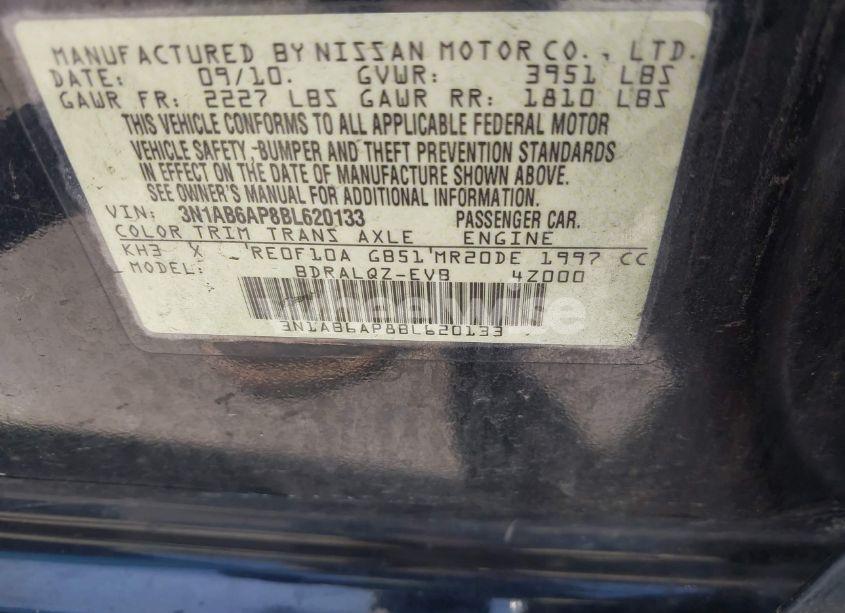 MANUFACTURED BY NISSAN MOTOR CO., LTD.
DATE: 09/10. GVWR: 3951 LBS
GAWR FR: 2227 LBS GAWR RR: 1810 LBS
THIS VEHICLE CONFORMS TO ALL APPLICABLE FEDERAL MOTOR
VEHICLE SAFETY, BUMPER AND THEFT PREVENTION STANDARDS
IN EFFECT ON THE DATE OF MANUFACTURE SHOWN ABOVE.
SEE OWNER'S MANUAL FOR ADDITIONAL INFORMATION.
VIN: 3N1AB6AP8BL620133 PASSENGER CAR.
COLOR TRIM TRANS AXLE ENGINE
KH3 X RE0F10A GB51 MR20DE 1997 CC
MODEL: BDRALQZ-EVB 4Z000
3N1AB6AP8BL620133